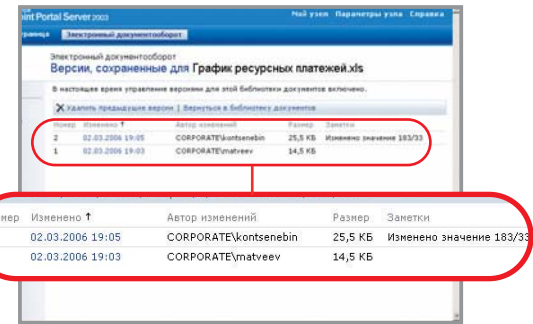 int Portal Server 2003 Мой узел Параметры узла Справка
раница Электронный документооборот
Электронный документооборот
Версии, сохраненные для График ресурсных платежей.xls
В настоящее время управление версиями для этой библиотеки документов включено.
Удалить предыдущие версии | Вернуться в библиотеку документов
Номер Изменено ↑ Автор изменений Размер Заметки
2 02.03.2006 19:05 CORPORATE\kontsenebin 25,5 КБ Изменено значение 183/33
1 02.03.2006 19:03 CORPORATE\matveev 14,5 КБ
мер Изменено ↑ Автор изменений Размер Заметки
02.03.2006 19:05 CORPORATE\kontsenebin 25,5 КБ Изменено значение 183/33
02.03.2006 19:03 CORPORATE\matveev 14,5 КБ